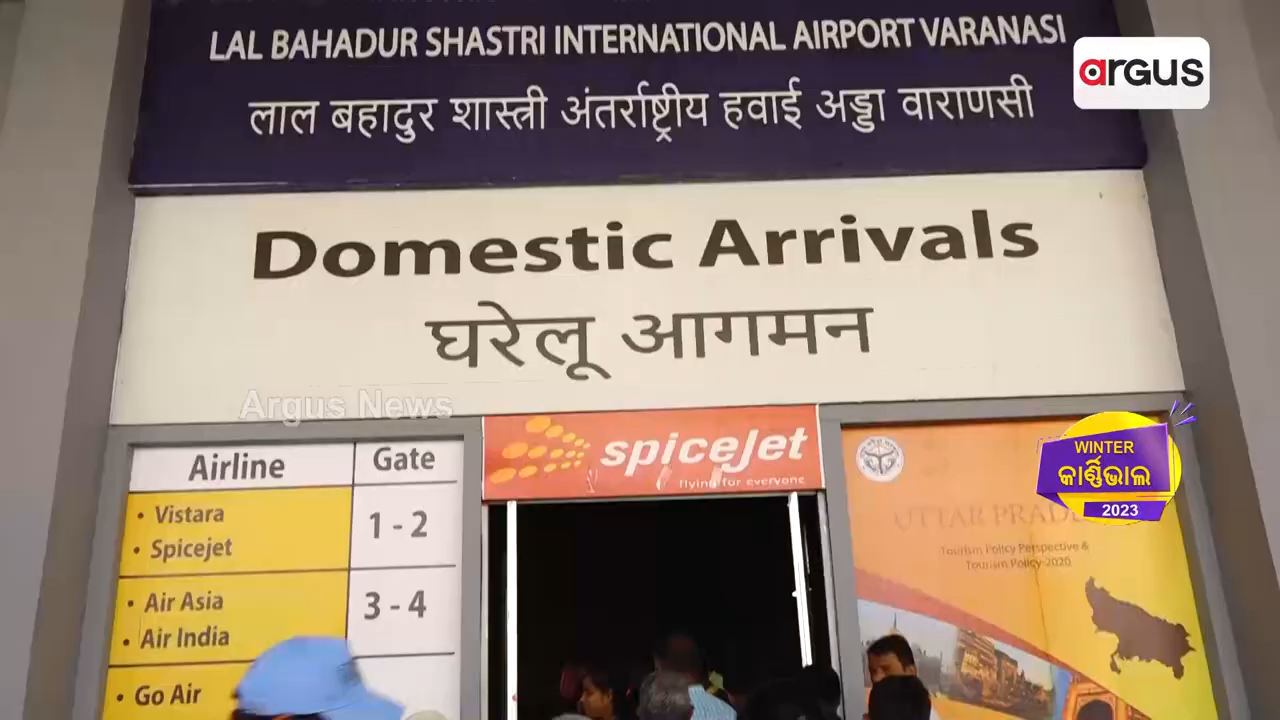 LAL BAHADUR SHASTRI INTERNATIONAL AIRPORT VARANASI
लाल बहादुर शास्त्री अंतर्राष्ट्रीय हवाई अड्डा वाराणसी
argus
Domestic Arrivals
घरेलू आगमन
Argus News
Airline Gate
• Vistara
• Spicejet
1 - 2
• Air Asia
• Air India
3 - 4
• Go Air
spiceJet
flying for everyone
UTTAR
Tourism Policy Perspective &
Tourism Policy-2020
WINTER
କାର୍ଣ୍ଣିଭାଲ
2023